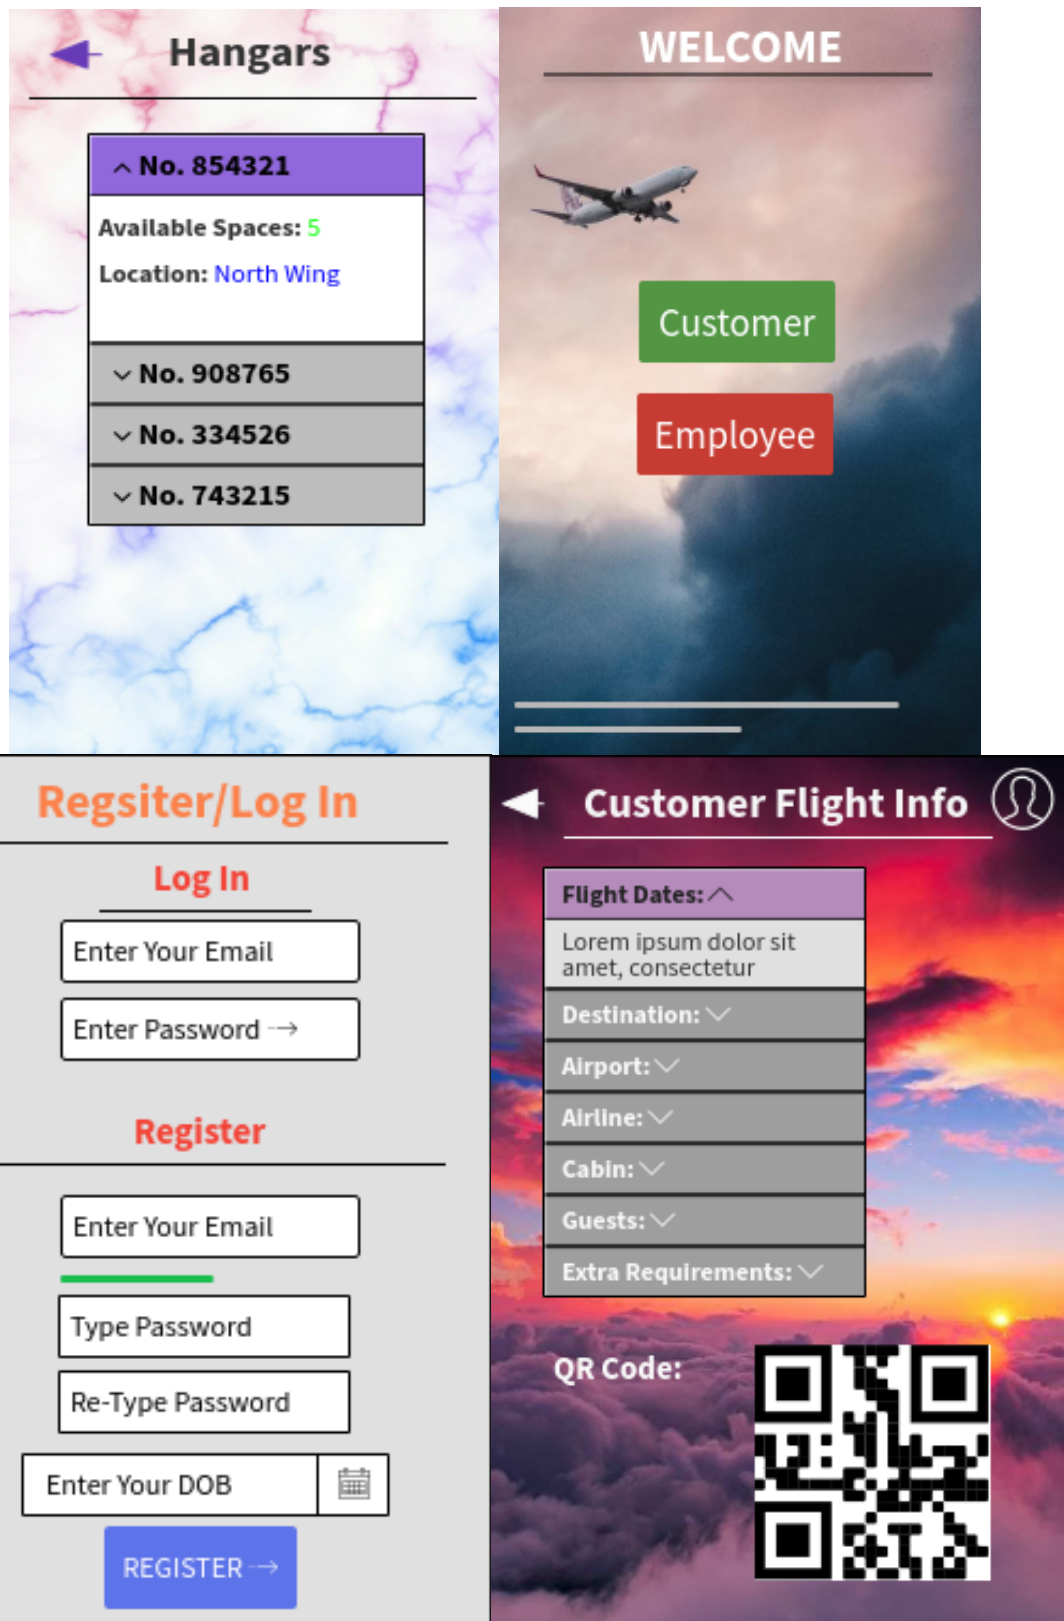 Hangars
No. 854321
Available Spaces: 5
Location: North Wing
No. 908765
No. 334526
No. 743215
WELCOME
Customer
Employee
Regsiter/Log In
Log In
Enter Your Email
Enter Password
Register
Enter Your Email
Type Password
Re-Type Password
Enter Your DOB
REGISTER
Customer Flight Info
Flight Dates:
Lorem ipsum dolor sit
amet, consectetur
Destination:
Airport:
Airline:
Cabin:
Guests:
Extra Requirements:
QR Code: